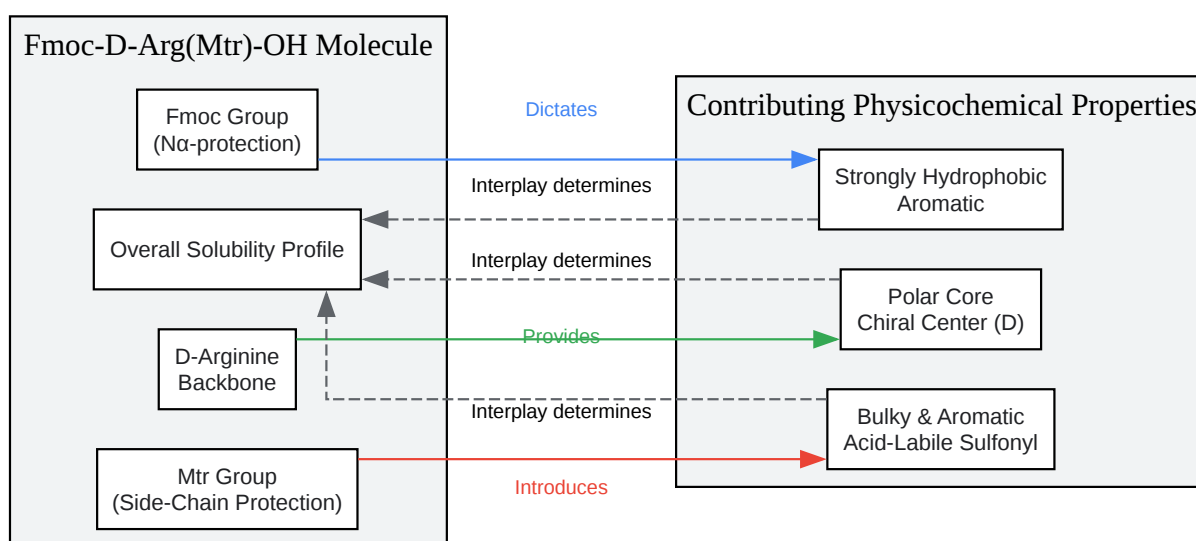 Fmoc-D-Arg(Mtr)-OH Molecule
Fmoc Group
(Nα-protection)
Overall Solubility Profile
D-Arginine
Backbone
Mtr Group
(Side-Chain Protection)
Dictates
Interplay determines
Interplay determines
Provides
Interplay determines
Introduces
Contributing Physicochemical Properties
Strongly Hydrophobic
Aromatic
Polar Core
Chiral Center (D)
Bulky & Aromatic
Acid-Labile Sulfonyl